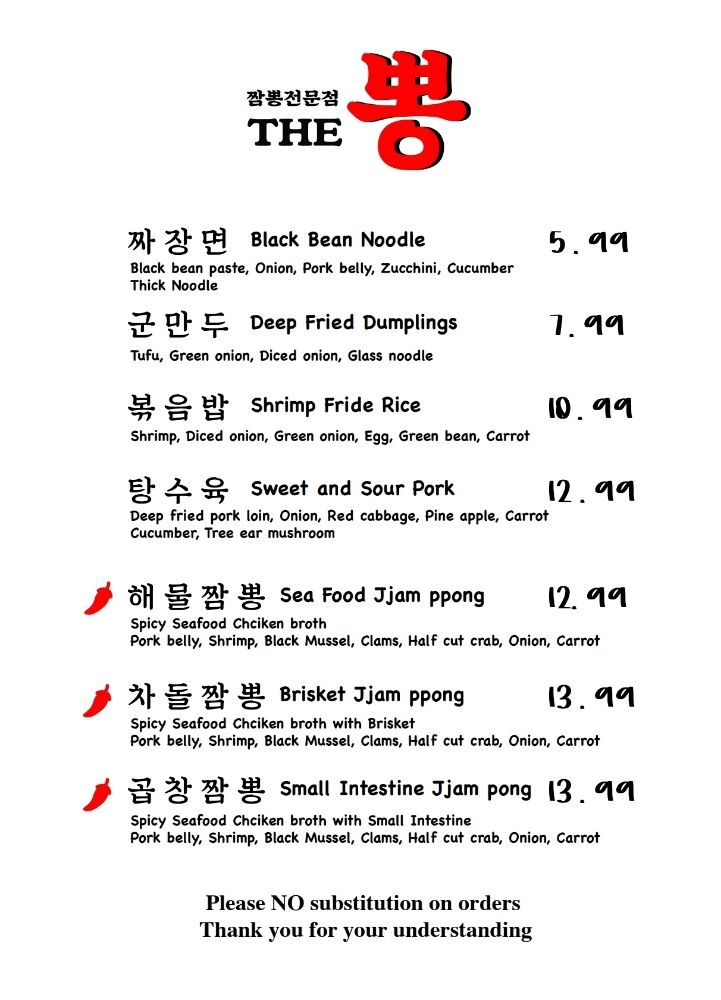 짬뽕전문점
THE 뽕
짜장면 Black Bean Noodle 5.99
Black bean paste, Onion, Pork belly, Zucchini, Cucumber
Thick Noodle
군만두 Deep Fried Dumplings 7.99
Tufu, Green onion, Diced onion, Glass noodle
볶음밥 Shrimp Fride Rice 10.99
Shrimp, Diced onion, Green onion, Egg, Green bean, Carrot
탕수육 Sweet and Sour Pork 12.99
Deep fried pork loin, Onion, Red cabbage, Pine apple, Carrot
Cucumber, Tree ear mushroom
해물짬뽕 Sea Food Jjam ppong 12.99
Spicy Seafood Chciken broth
Pork belly, Shrimp, Black Mussel, Clams, Half cut crab, Onion, Carrot
차돌짬뽕 Brisket Jjam ppong 13.99
Spicy Seafood Chciken broth with Brisket
Pork belly, Shrimp, Black Mussel, Clams, Half cut crab, Onion, Carrot
곱창짬뽕 Small Intestine Jjam pong 13.99
Spicy Seafood Chciken broth with Small Intestine
Pork belly, Shrimp, Black Mussel, Clams, Half cut crab, Onion, Carrot
Please NO substitution on orders
Thank you for your understanding